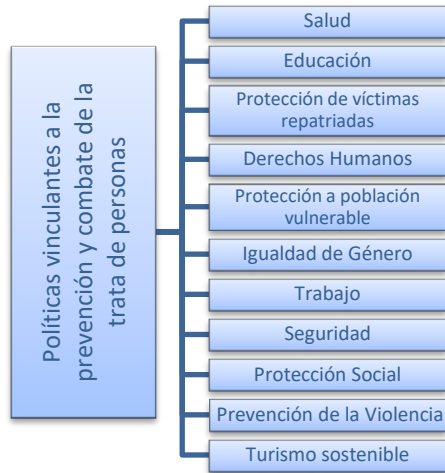 Políticas vinculantes a la
prevención y combate de la
trata de personas
Salud
Educación
Protección de víctimas
repatriadas
Derechos Humanos
Protección a población
vulnerable
Igualdad de Género
Trabajo
Seguridad
Protección Social
Prevención de la Violencia
Turismo sostenible